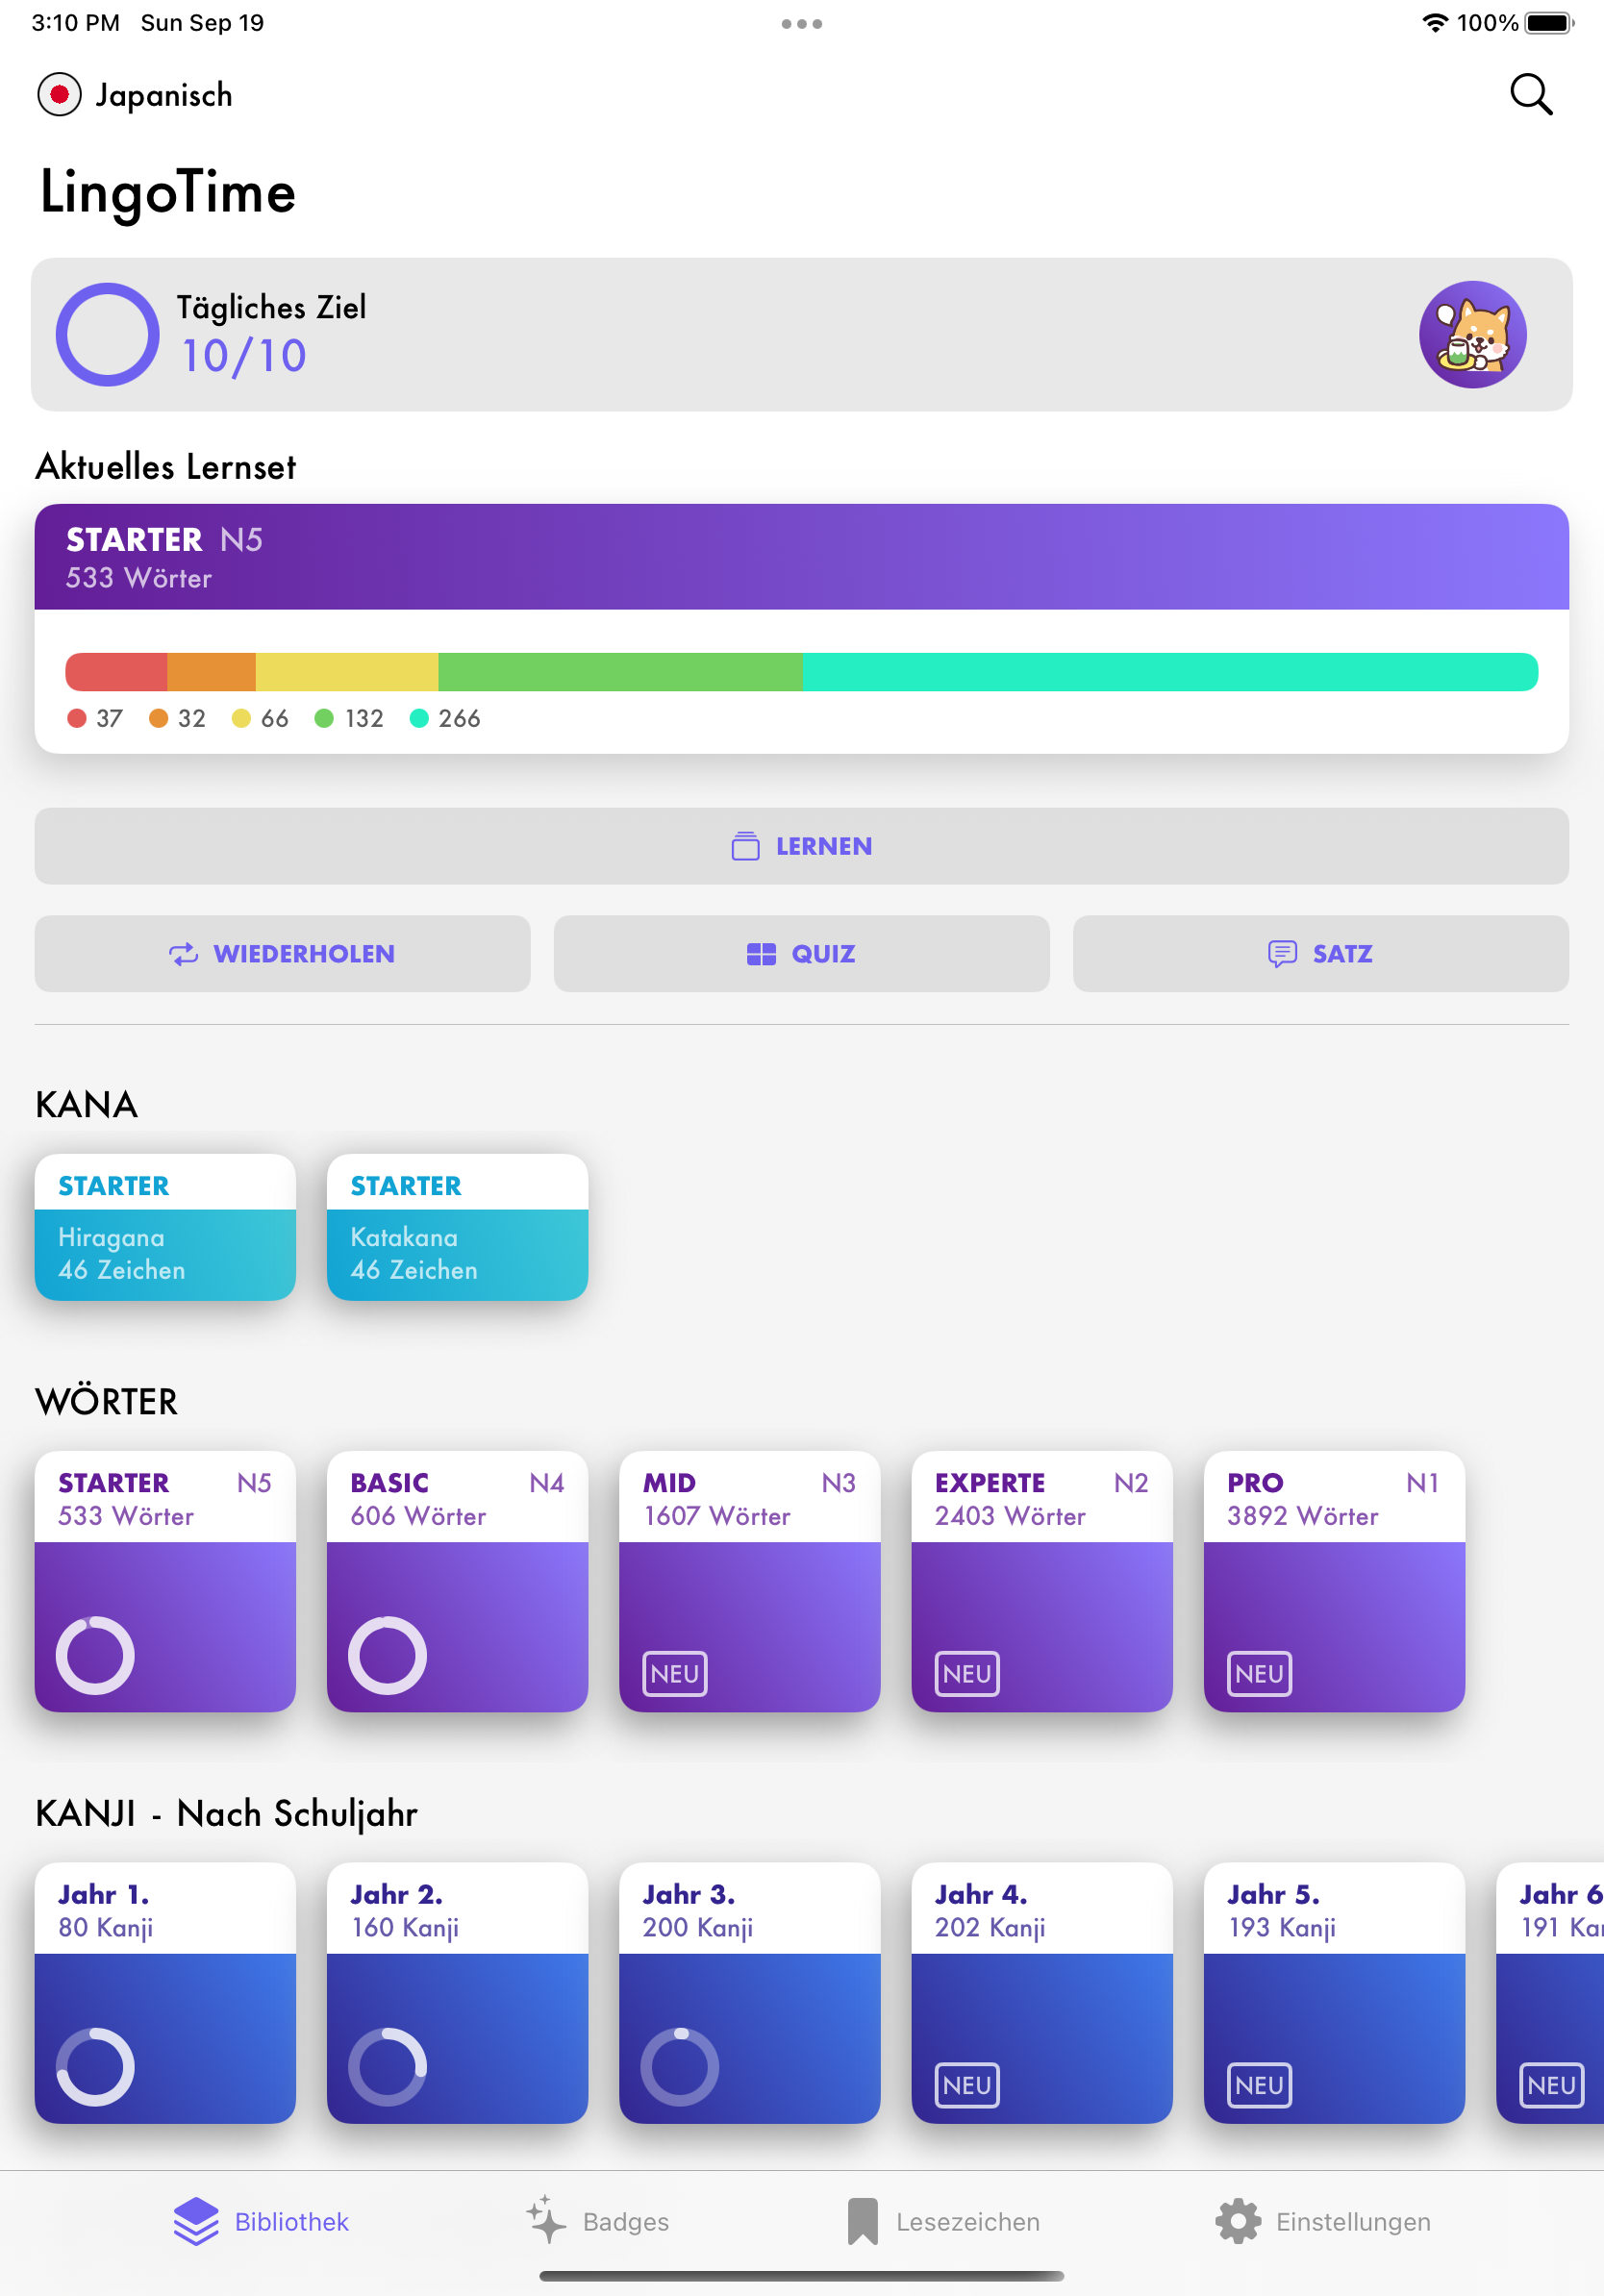 3:10 PM Sun Sep 19
100%
Japanisch
LingoTime
Tägliches Ziel
10/10
Aktuelles Lernset
STARTER N5
533 Wörter
37 32 66 132 266
LERNEN
WIEDERHOLEN
QUIZ
SATZ
KANA
STARTER
Hiragana
46 Zeichen
STARTER
Katakana
46 Zeichen
WÖRTER
STARTER N5
533 Wörter
BASIC N4
606 Wörter
MID N3
1607 Wörter
NEU
EXPERTE N2
2403 Wörter
NEU
PRO N1
3892 Wörter
NEU
KANJI - Nach Schuljahr
Jahr 1.
80 Kanji
Jahr 2.
160 Kanji
Jahr 3.
200 Kanji
Jahr 4.
202 Kanji
NEU
Jahr 5.
193 Kanji
NEU
Jahr 6
191 Kan
NEU
Bibliothek
Badges
Lesezeichen
Einstellungen